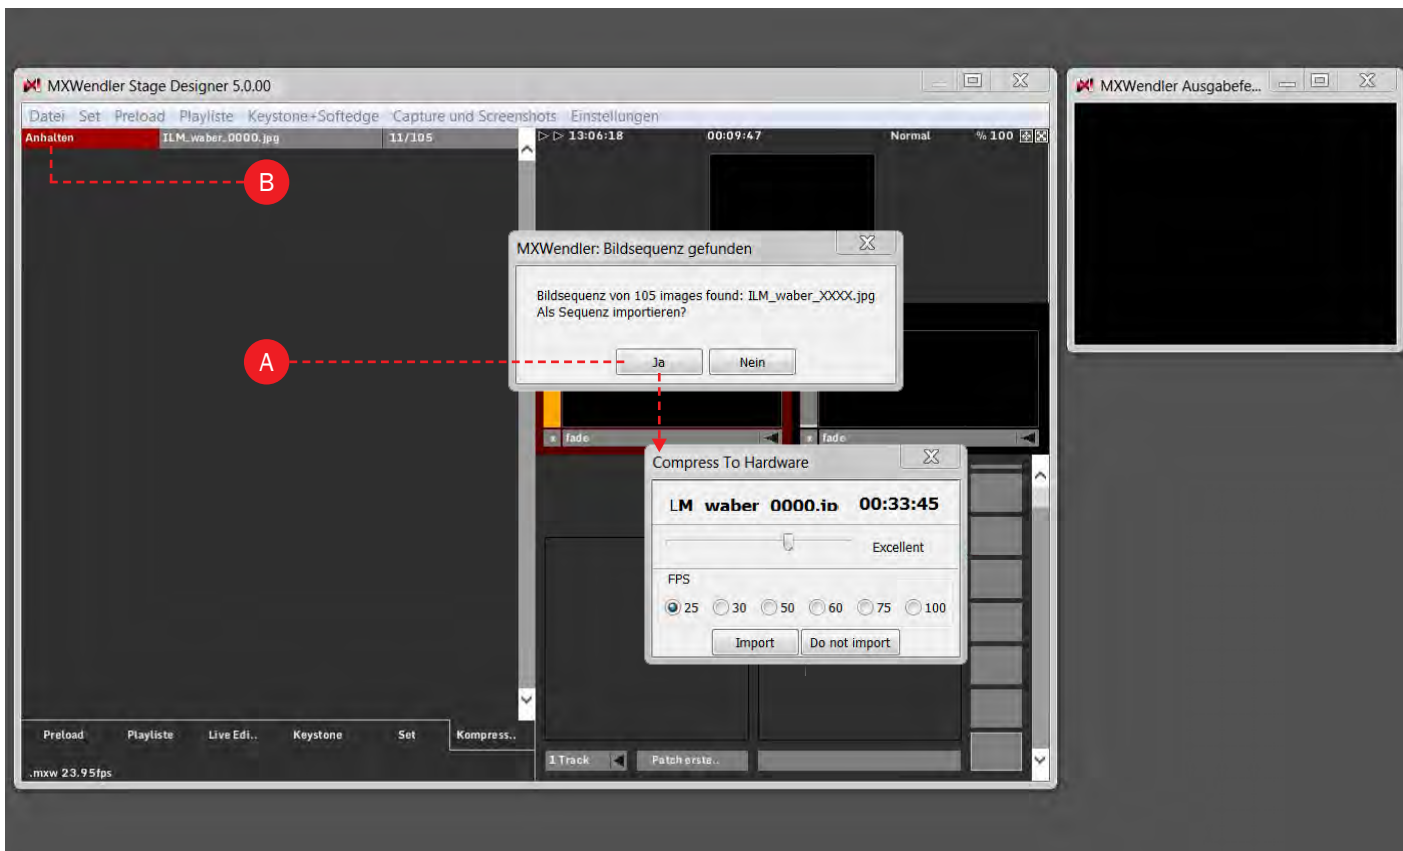 MXWendler Stage Designer 5.0.00
Datei Set Preload Playliste Keystone+Softedge Capture und Screenshots Einstellungen
Anhalten ILM_waber_0000.jpg 11/105
13:06:18 00:09:47 Normal % 100
B
MXWendler Ausgabefe...
MXWendler: Bildsequenz gefunden
Bildsequenz von 105 images found: ILM_waber_XXXX.jpg
Als Sequenz importieren?
A
Ja Nein
fade fade
Compress To Hardware
LM waber 0000.jp 00:33:45
Excellent
FPS
25 30 50 60 75 100
Import Do not import
Preload Playliste Live Edi.. Keystone Set Kompress..
1 Track Patch erste..
.mxw 23.95fps